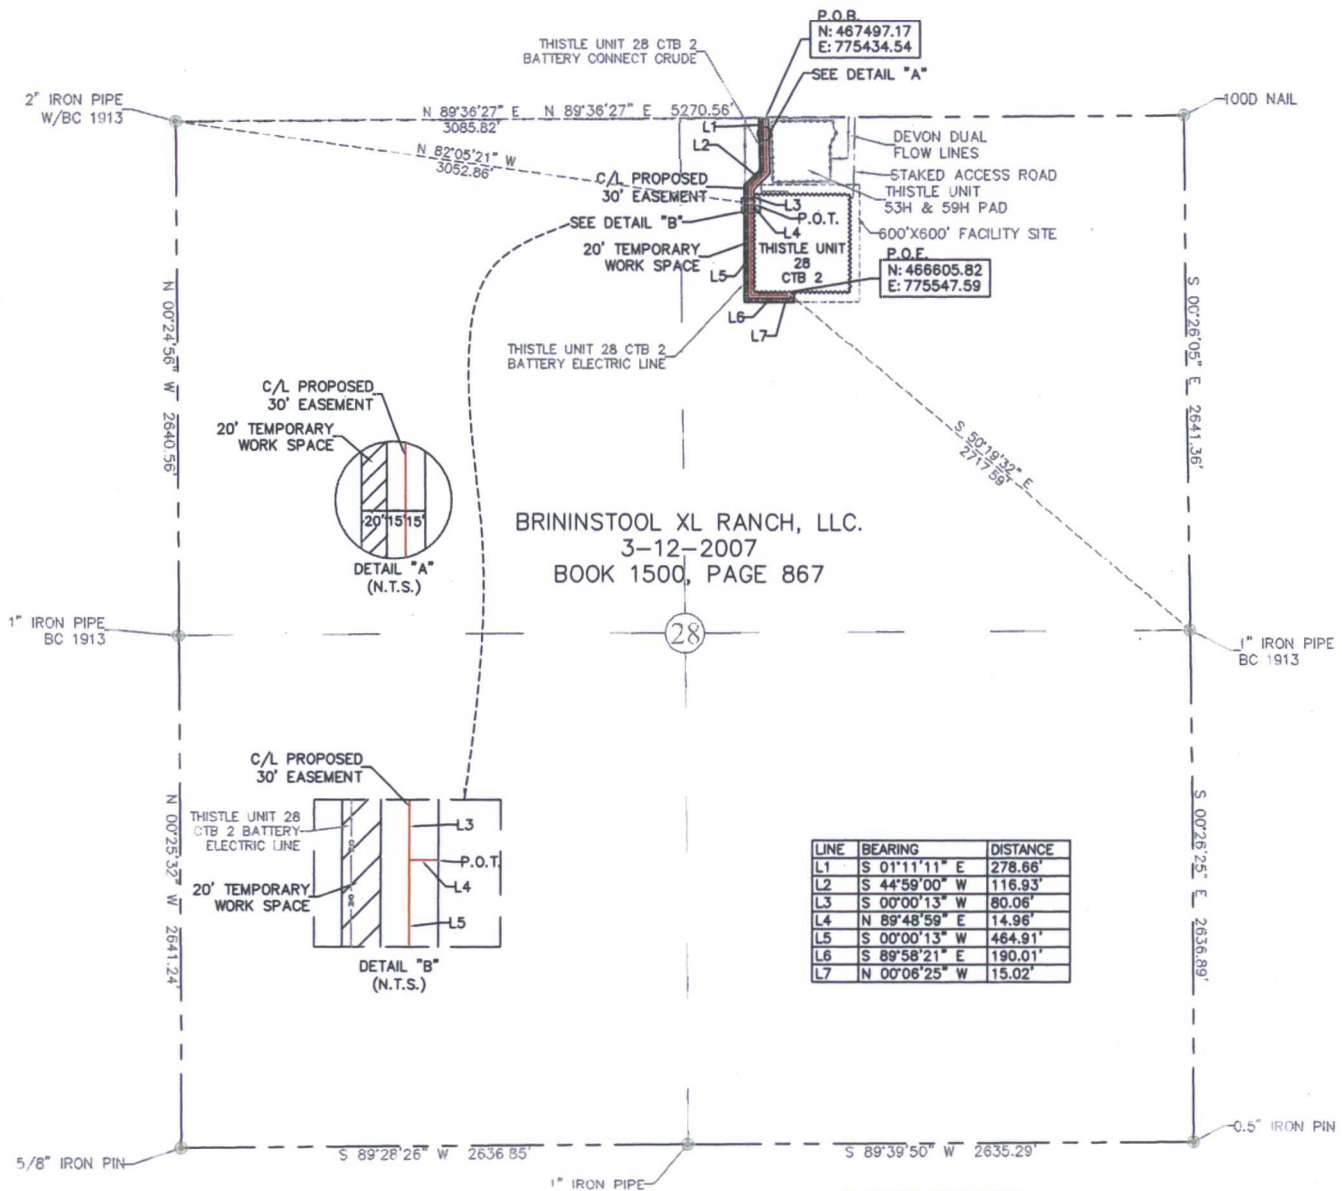 P.O.B.
N: 467497.17
E: 775434.54
THISTLE UNIT 28 CTB 2
BATTERY CONNECT CRUDE
SEE DETAIL "A"
2" IRON PIPE
W/BC 1913
N 89°36'27" E
3085.82'
N 89°36'27" E 5270.56'
100D NAIL
N 82°05'21" W
3052.86'
L1
L2
DEVON DUAL
FLOW LINES
STAKED ACCESS ROAD
THISTLE UNIT
53H & 59H PAD
C/L PROPOSED
30' EASEMENT
L3
P.O.T.
L4
SEE DETAIL "B"
600'X600' FACILITY SITE
20' TEMPORARY
WORK SPACE
THISTLE UNIT
28
CTB 2
L5
P.O.E.
N: 466605.82
E: 775547.59
L6
L7
THISTLE UNIT 28 CTB 2
BATTERY ELECTRIC LINE
N 00°24'56" W 2640.56'
S 00°26'05" E 2641.36'
S 50°19'32" E
2717.59'
C/L PROPOSED
30' EASEMENT
20' TEMPORARY
WORK SPACE
20' 15' 15'
DETAIL "A"
(N.T.S.)
BRININSTOOL XL RANCH, LLC.
3-12-2007
BOOK 1500, PAGE 867
1" IRON PIPE
BC 1913
28
1" IRON PIPE
BC 1913
C/L PROPOSED
30' EASEMENT
THISTLE UNIT 28
CTB 2 BATTERY
ELECTRIC LINE
20' TEMPORARY
WORK SPACE
L3
P.O.T.
L4
L5
DETAIL "B"
(N.T.S.)
N 00°25'32" W 2641.24'
S 00°26'25" E 2636.89'
LINE BEARING DISTANCE
L1 S 01°11'11" E 278.66'
L2 S 44°59'00" W 116.93'
L3 S 00°00'13" W 80.06'
L4 N 89°48'59" E 14.96'
L5 S 00°00'13" W 464.91'
L6 S 89°58'21" E 190.01'
L7 N 00°06'25" W 15.02'
5/8" IRON PIN
S 89°28'26" W 2636.85'
1" IRON PIPE
S 89°39'50" W 2635.29'
0.5" IRON PIN